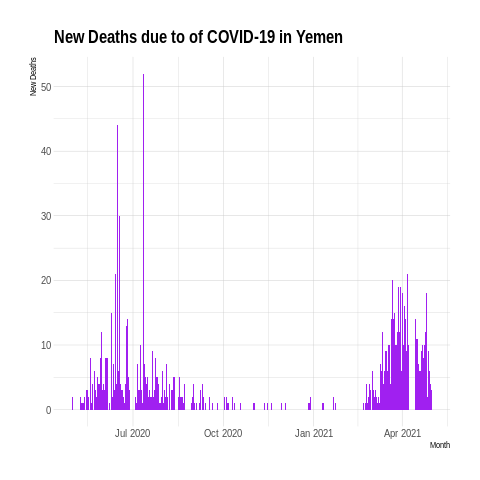 New Deaths due to of COVID-19 in Yemen
New Deaths
50
40
30
20
10
0
Jul 2020 Oct 2020 Jan 2021 Apr 2021
Month